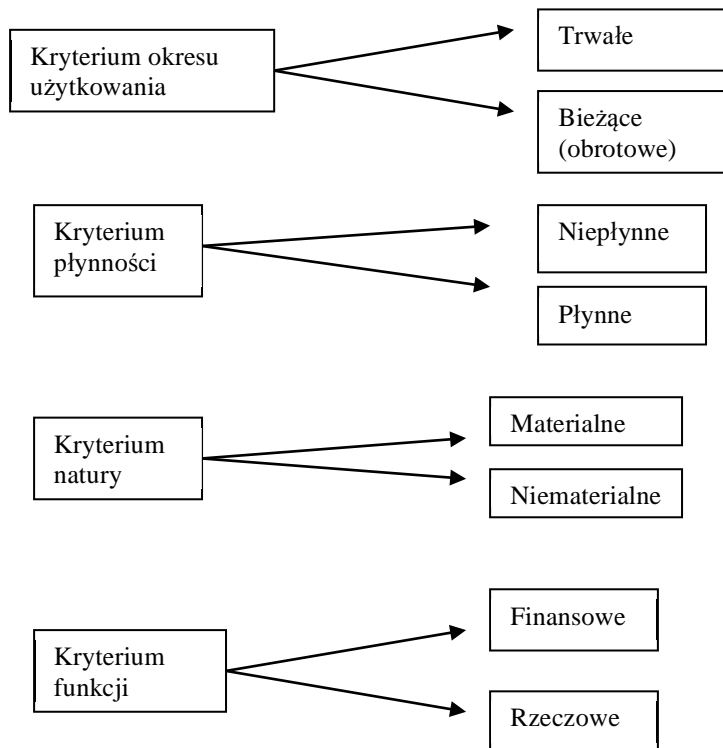 Kryterium okresu
użytkowania
Trwałe
Bieżące
(obrotowe)
Kryterium
płynności
Niepłynne
Płynne
Kryterium
natury
Materialne
Niematerialne
Kryterium
funkcji
Finansowe
Rzeczowe